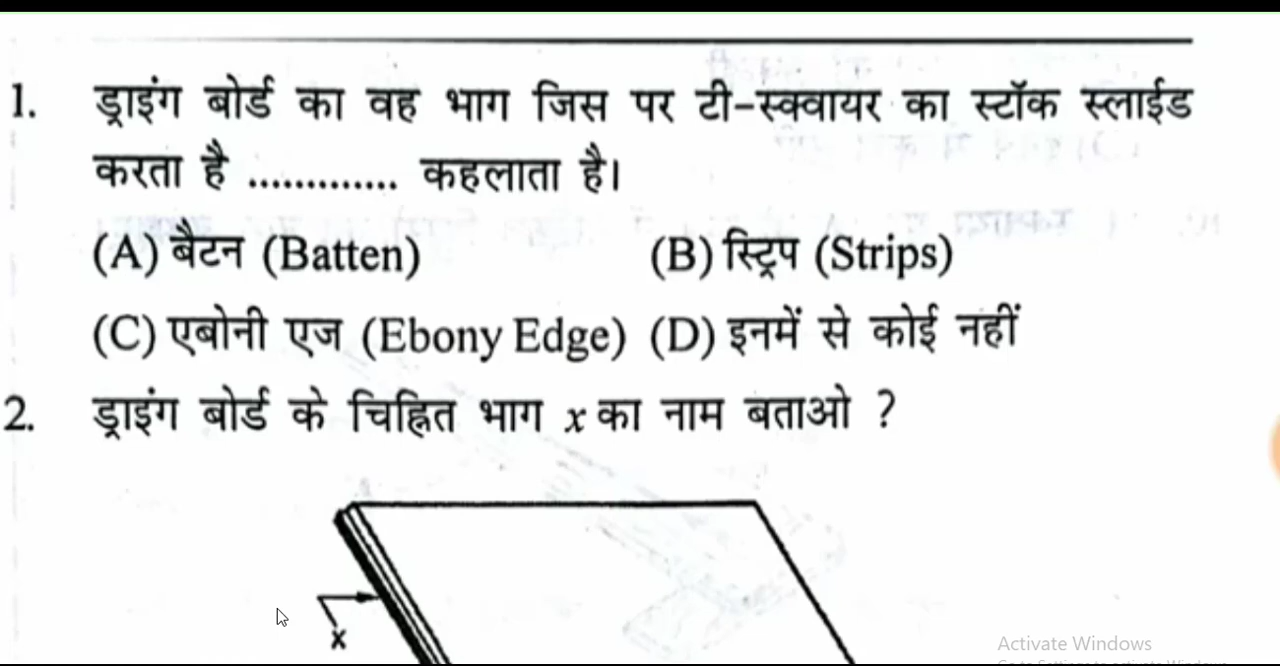 1. ड्राइंग बोर्ड का वह भाग जिस पर टी-स्क्वायर का स्टॉक स्लाईड
करता है ............. कहलाता है।
(A) बैटन (Batten) (B) स्ट्रिप (Strips)
(C) एबोनी एज (Ebony Edge) (D) इनमें से कोई नहीं
2. ड्राइंग बोर्ड के चिह्नित भाग x का नाम बताओ ?
x
Activate Windows